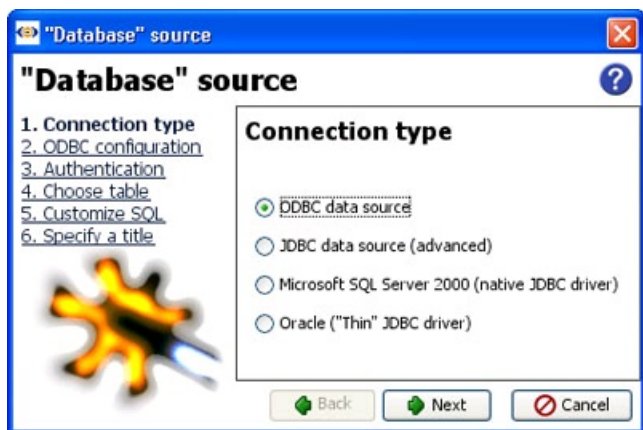 "Database" source
"Database" source
?
1. Connection type
2. ODBC configuration
3. Authentication
4. Choose table
5. Customize SQL
6. Specify a title
Connection type
ODBC data source
JDBC data source (advanced)
Microsoft SQL Server 2000 (native JDBC driver)
Oracle ("Thin" JDBC driver)
Back
Next
Cancel